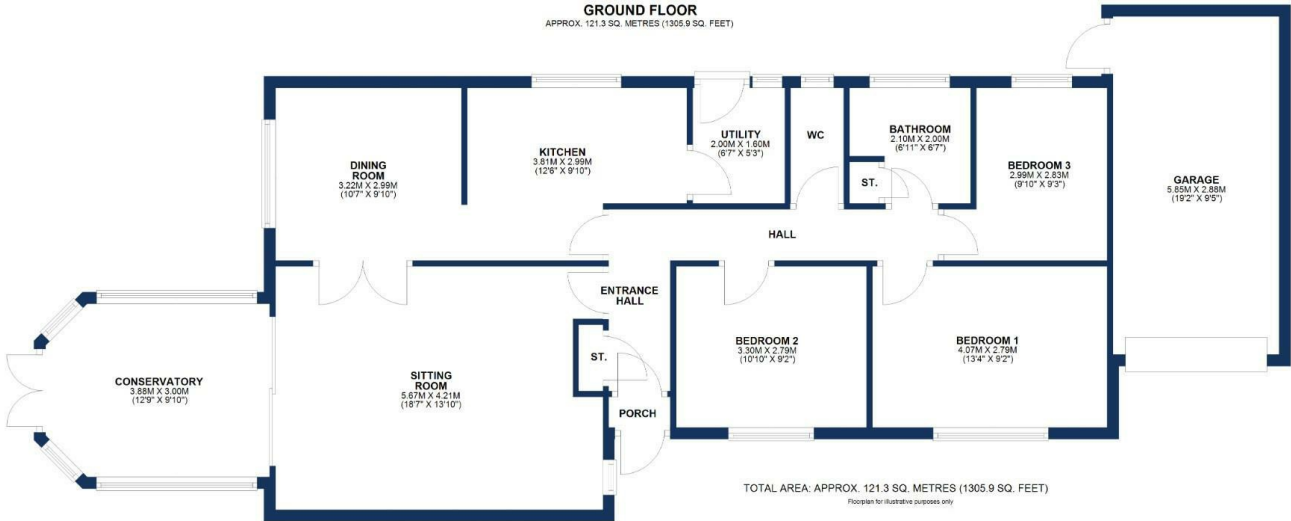 GROUND FLOOR
APPROX. 121.3 SQ. METRES (1305.9 SQ. FEET)
DINING
ROOM
3.22M X 2.99M
(10'7" X 9'10")
KITCHEN
3.81M X 2.99M
(12'6" X 9'10")
UTILITY
2.00M X 1.60M
(6'7" X 5'3")
WC
BATHROOM
2.10M X 2.00M
(6'11" X 6'7")
ST.
BEDROOM 3
2.99M X 2.83M
(9'10" X 9'3")
GARAGE
5.85M X 2.88M
(19'2" X 9'5")
HALL
ENTRANCE
HALL
CONSERVATORY
3.88M X 3.00M
(12'9" X 9'10")
SITTING
ROOM
5.67M X 4.21M
(18'7" X 13'10")
ST.
PORCH
BEDROOM 2
3.30M X 2.79M
(10'10" X 9'2")
BEDROOM 1
4.07M X 2.79M
(13'4" X 9'2")
TOTAL AREA: APPROX. 121.3 SQ. METRES (1305.9 SQ. FEET)
Floorplan for illustrative purposes only